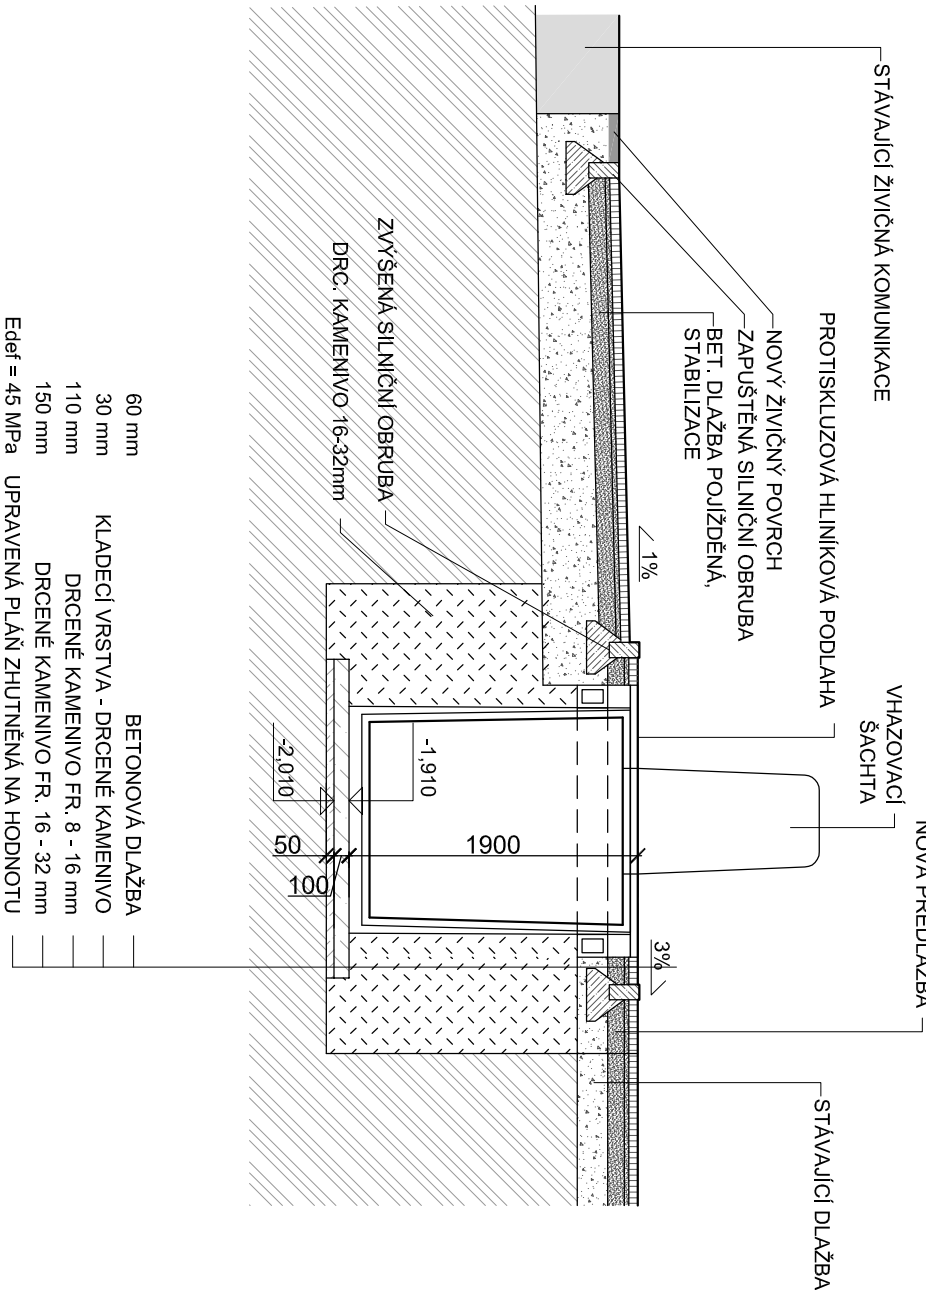 STÁVAJÍCÍ ŽIVIČNÁ KOMUNIKACE
PROTISKLUZOVÁ HLINÍKOVÁ PODLAHA
NOVÝ ŽIVIČNÝ POVRCH
ZAPUŠTĚNÁ SILNIČNÍ OBRUBA
BET. DLAŽBA POJÍŽDĚNÁ,
STABILIZACE
VHAZOVACÍ
ŠACHTA
NOVÁ PŘEDLAŽBA
STÁVAJÍCÍ DLAŽBA
1%
3%
ZVÝŠENÁ SILNIČNÍ OBRUBA
DRC. KAMENIVO 16-32mm
-1,910
-2,010
1900
100
50
60 mm BETONOVÁ DLAŽBA
30 mm KLADECÍ VRSTVA - DRCENÉ KAMENIVO
110 mm DRCENÉ KAMENIVO FR. 8 - 16 mm
150 mm DRCENÉ KAMENIVO FR. 16 - 32 mm
Edef = 45 MPa UPRAVENÁ PLÁŇ ZHUTNĚNÁ NA HODNOTU